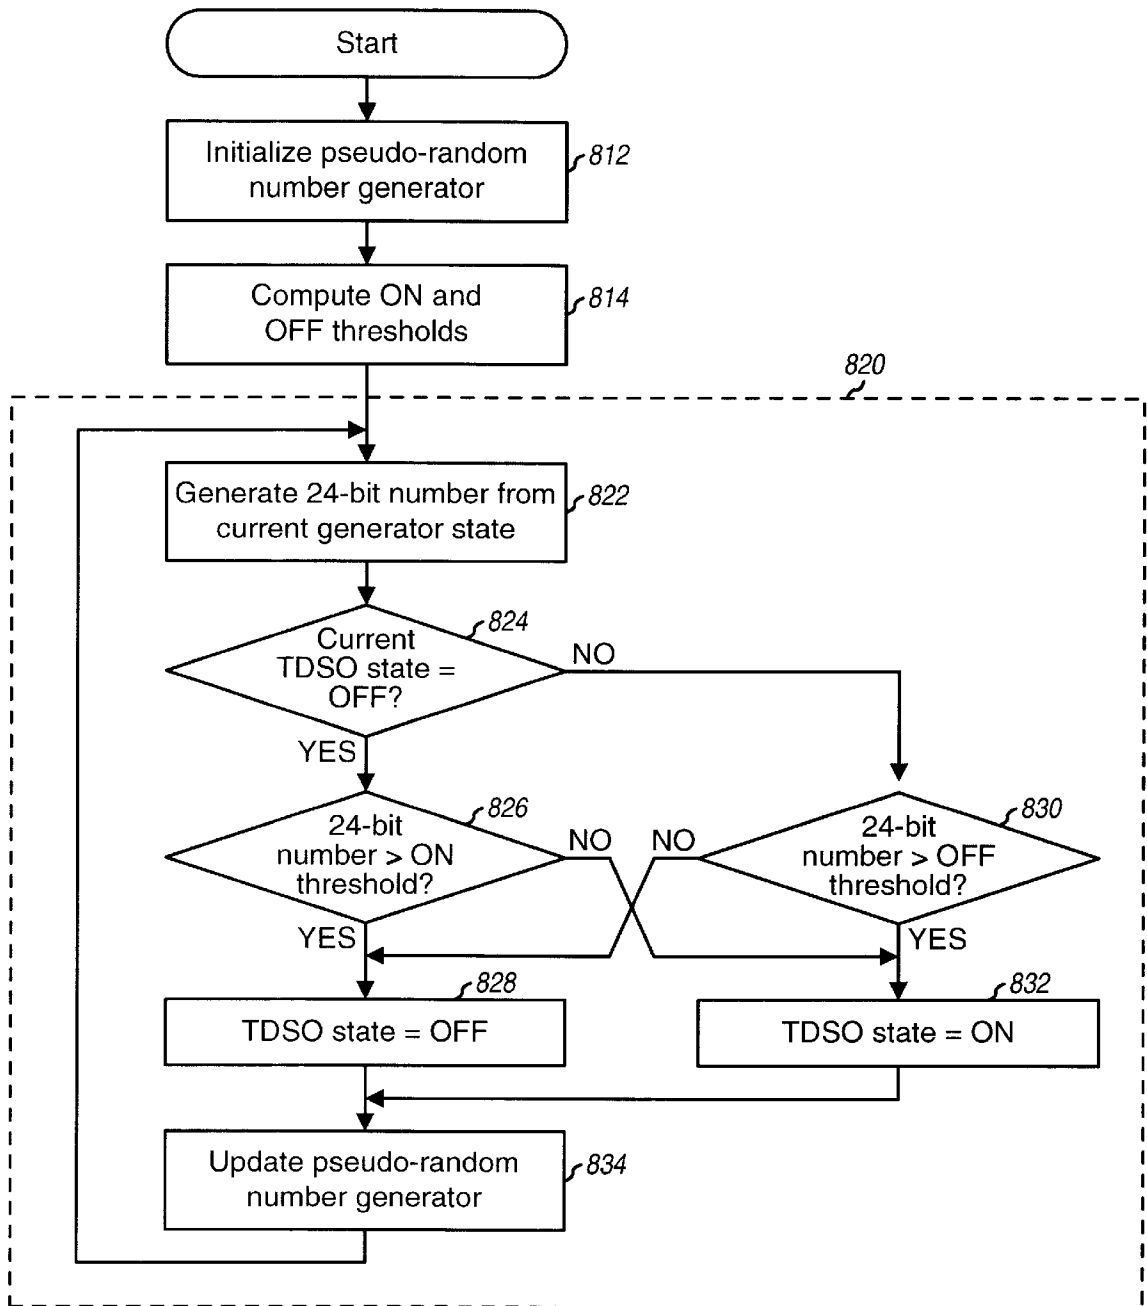 Start
Initialize pseudo-random
number generator
812
Compute ON and
OFF thresholds
814
820
Generate 24-bit number from
current generator state
822
Current
TDSO state =
OFF?
824
NO
YES
24-bit
number > ON
threshold?
826
NO
YES
NO
24-bit
number > OFF
threshold?
830
YES
TDSO state = OFF
828
TDSO state = ON
832
Update pseudo-random
number generator
834